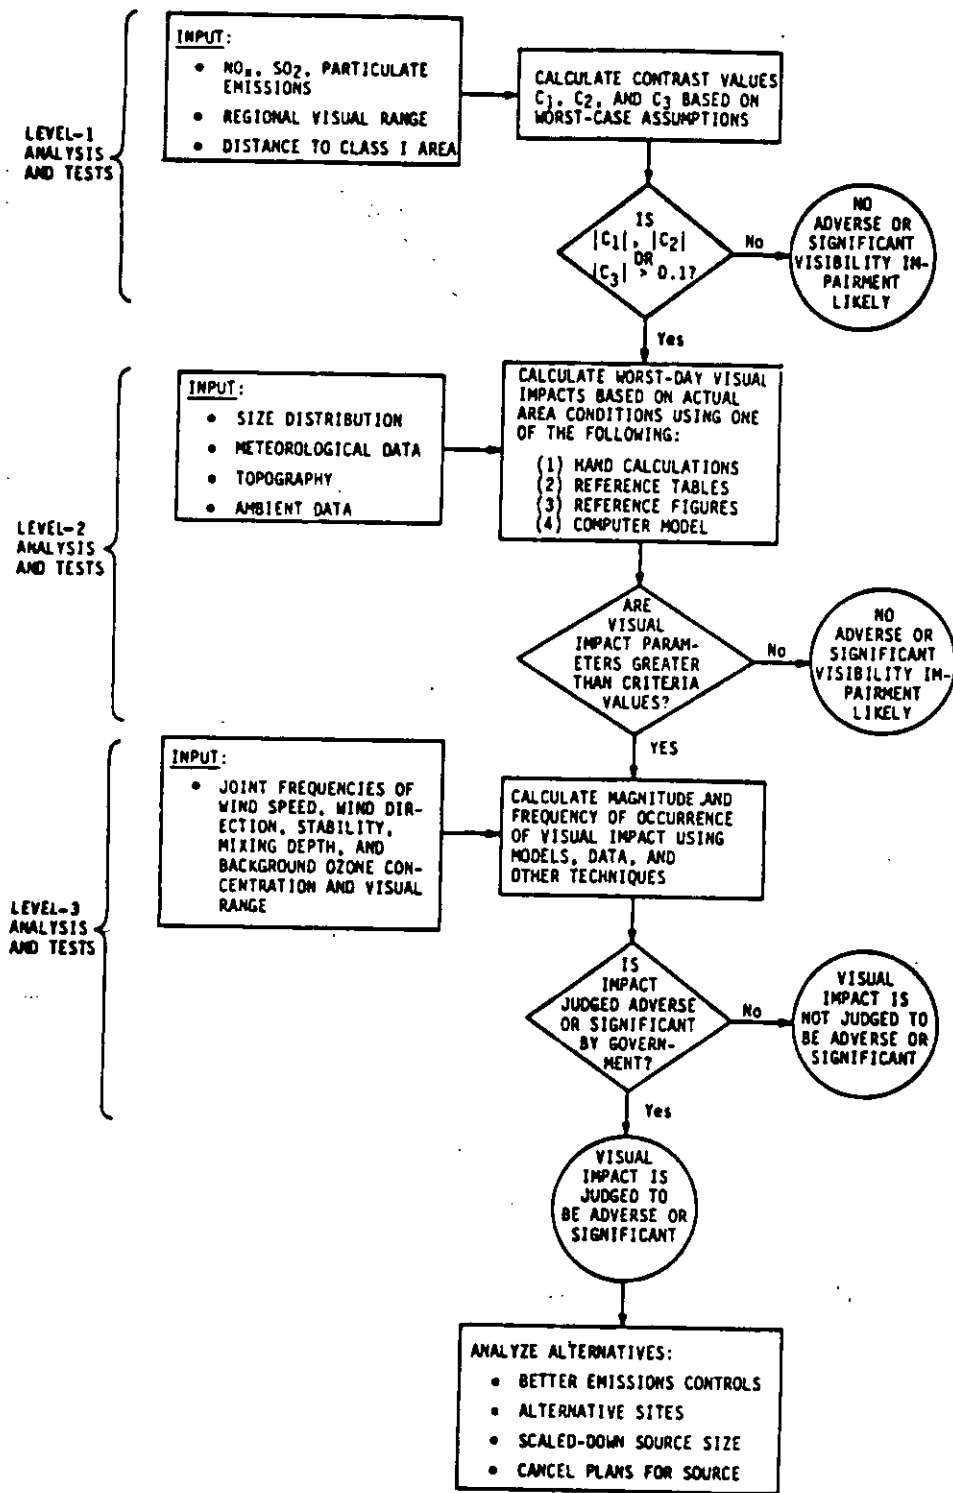 INPUT:
• NOx, SO2, PARTICULATE
EMISSIONS
• REGIONAL VISUAL RANGE
• DISTANCE TO CLASS I AREA
LEVEL-1
ANALYSIS
AND TESTS
CALCULATE CONTRAST VALUES
C1, C2, AND C3 BASED ON
WORST-CASE ASSUMPTIONS
IS
|C1|, |C2|
OR
|C3| > 0.1?
No
NO
ADVERSE OR
SIGNIFICANT
VISIBILITY IM-
PAIRMENT
LIKELY
Yes
LEVEL-2
ANALYSIS
AND TESTS
INPUT:
• SIZE DISTRIBUTION
• METEOROLOGICAL DATA
• TOPOGRAPHY
• AMBIENT DATA
CALCULATE WORST-DAY VISUAL
IMPACTS BASED ON ACTUAL
AREA CONDITIONS USING ONE
OF THE FOLLOWING:
(1) HAND CALCULATIONS
(2) REFERENCE TABLES
(3) REFERENCE FIGURES
(4) COMPUTER MODEL
ARE
VISUAL
IMPACT PARAM-
ETERS GREATER
THAN CRITERIA
VALUES?
No
NO
ADVERSE OR
SIGNIFICANT
VISIBILITY IM-
PAIRMENT
LIKELY
YES
LEVEL-3
ANALYSIS
AND TESTS
INPUT:
• JOINT FREQUENCIES OF
WIND SPEED, WIND DIR-
ECTION, STABILITY,
MIXING DEPTH, AND
BACKGROUND OZONE CON-
CENTRATION AND VISUAL
RANGE
CALCULATE MAGNITUDE AND
FREQUENCY OF OCCURRENCE
OF VISUAL IMPACT USING
MODELS, DATA, AND
OTHER TECHNIQUES
IS
IMPACT
JUDGED ADVERSE
OR SIGNIFICANT
BY GOVERN-
MENT?
No
VISUAL
IMPACT IS
NOT JUDGED TO
BE ADVERSE OR
SIGNIFICANT
Yes
VISUAL
IMPACT IS
JUDGED TO
BE ADVERSE OR
SIGNIFICANT
ANALYZE ALTERNATIVES:
• BETTER EMISSIONS CONTROLS
• ALTERNATIVE SITES
• SCALED-DOWN SOURCE SIZE
• CANCEL PLANS FOR SOURCE